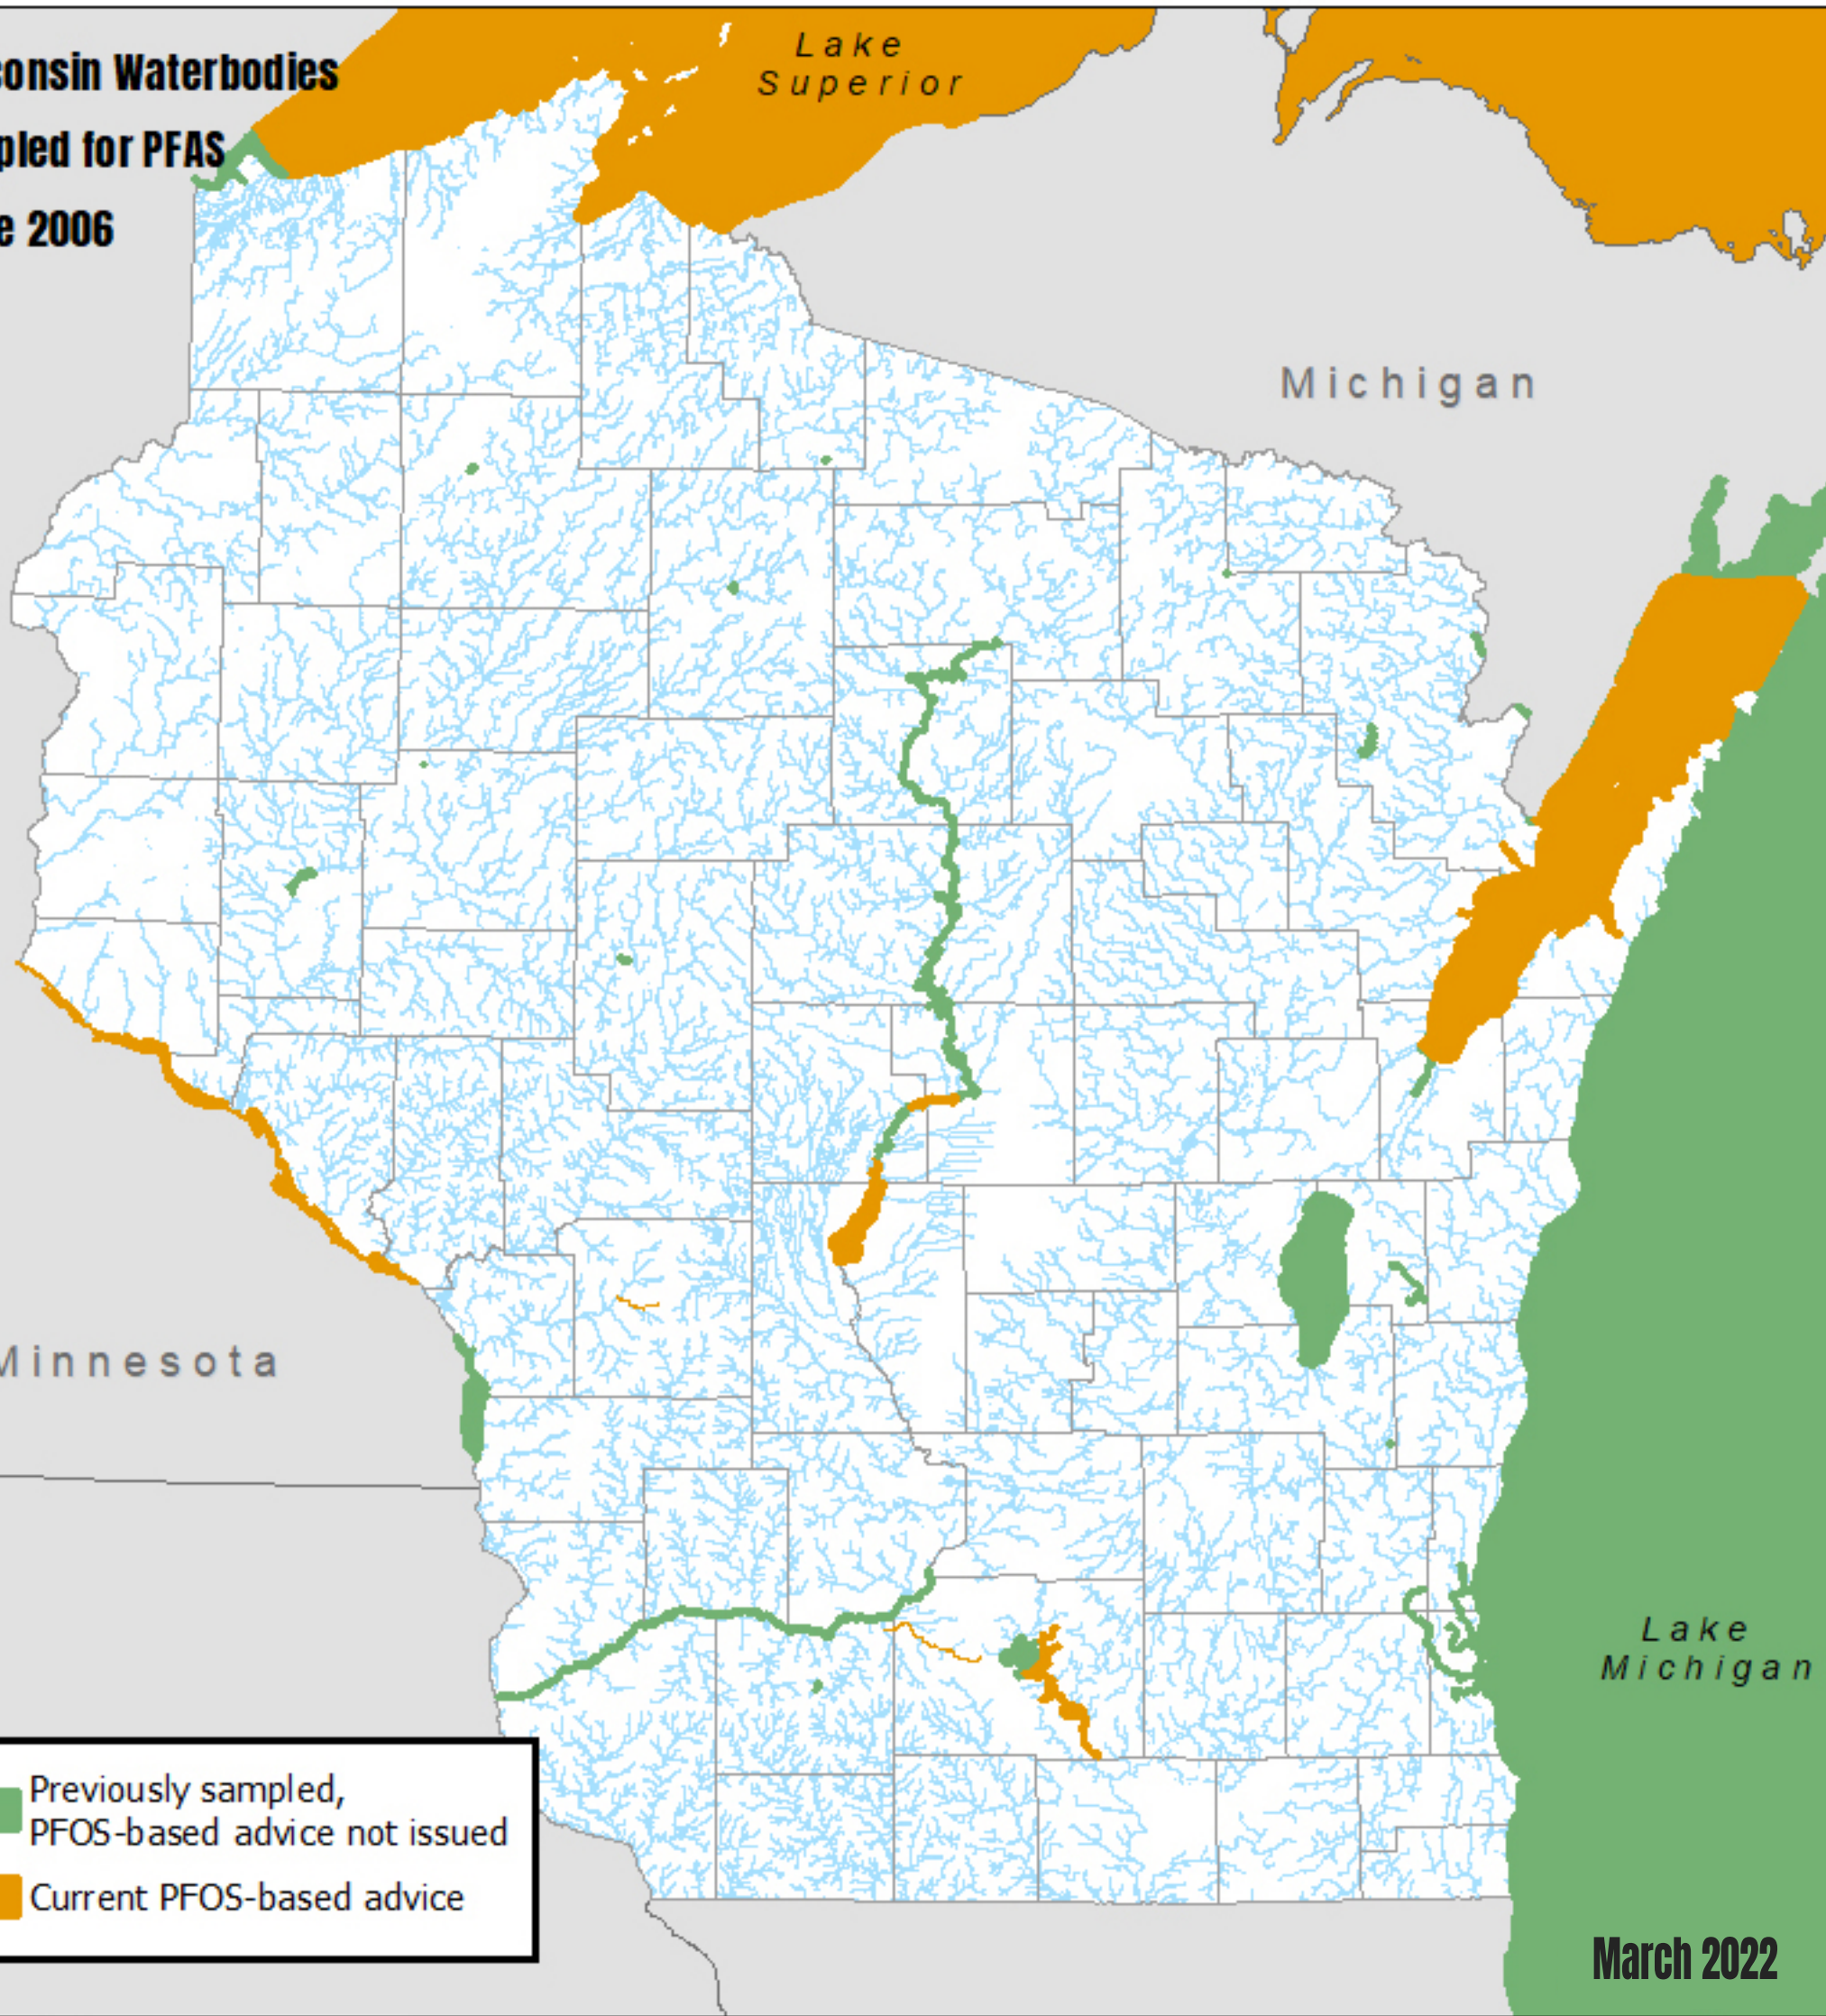 consin Waterbodies
pled for PFAS
e 2006
Lake
Superior
Michigan
Minnesota
Lake
Michigan
Previously sampled,
PFOS-based advice not issued
Current PFOS-based advice
March 2022